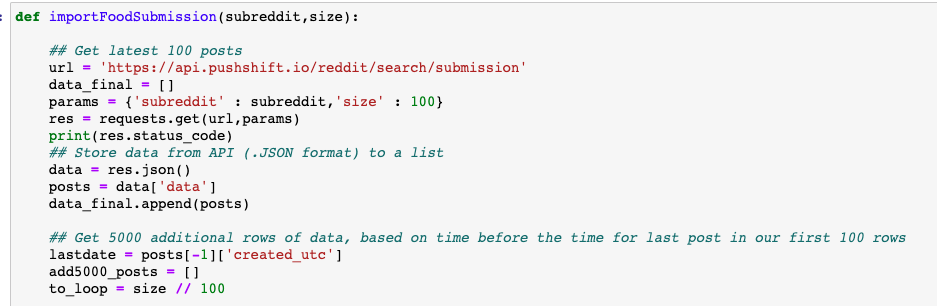 def importFoodSubmission(subreddit,size):
## Get latest 100 posts
url = 'https://api.pushshift.io/reddit/search/submission'
data_final = []
params = {'subreddit' : subreddit,'size' : 100}
res = requests.get(url,params)
print(res.status_code)
## Store data from API (.JSON format) to a list
data = res.json()
posts = data['data']
data_final.append(posts)
## Get 5000 additional rows of data, based on time before the time for last post in our first 100 rows
lastdate = posts[-1]['created_utc']
add5000_posts = []
to_loop = size // 100